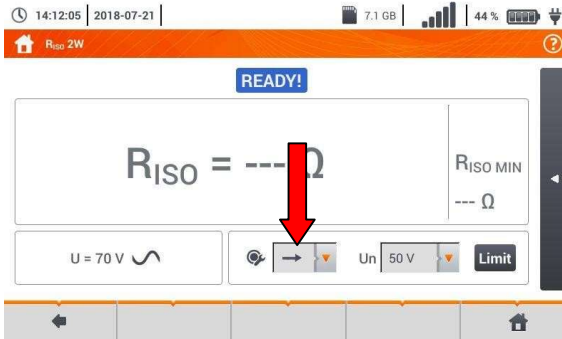 14:12:05 2018-07-21 7.1 GB 44 %
RISO 2W ?
READY!
RISO = --- Ω
RISO MIN
--- Ω
U = 70 V Un 50 V Limit